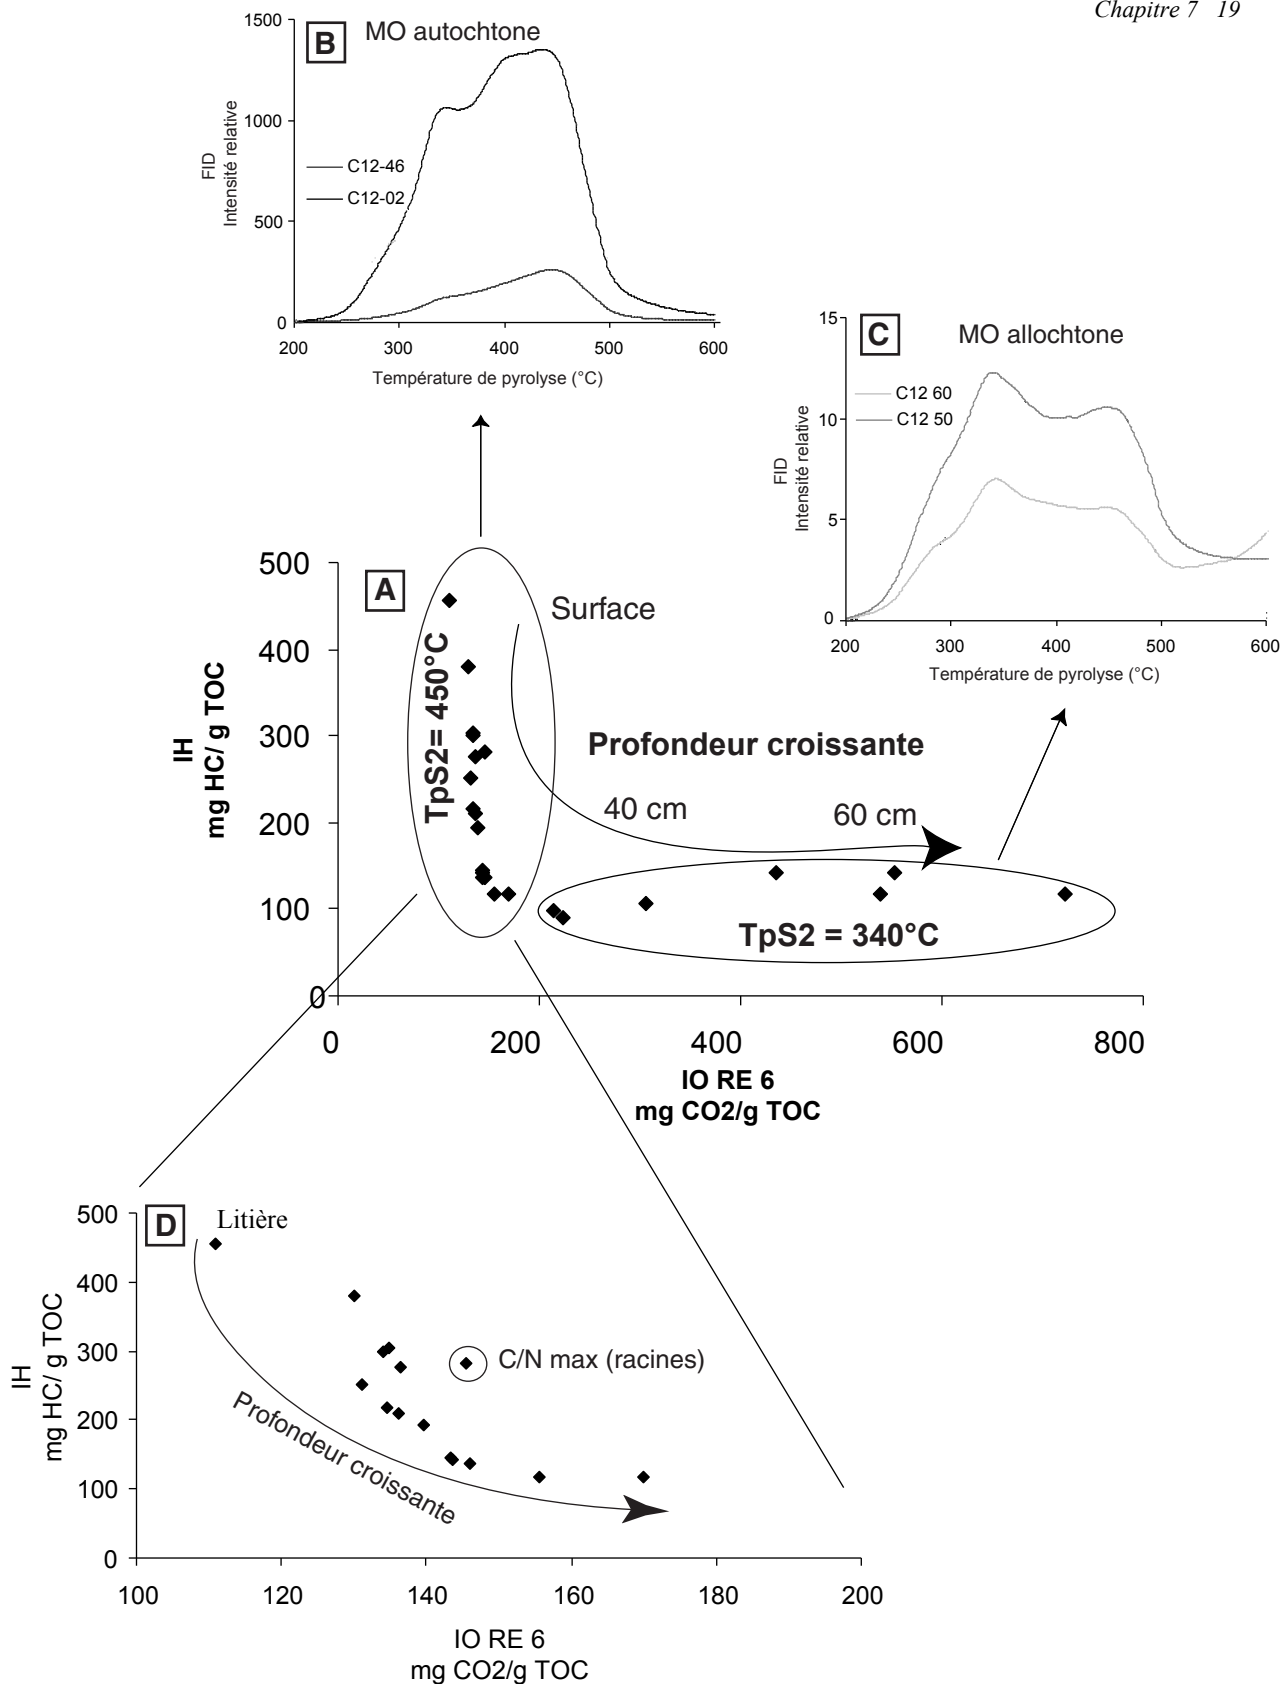 Chapitre 7 19
B
MO autochtone
1500
1000
500
0
FID
Intensité relative
C12-46
C12-02
200 300 400 500 600
Température de pyrolyse (°C)
C
MO allochtone
15
10
5
0
FID
Intensité relative
C12 60
C12 50
200 300 400 500 600
Température de pyrolyse (°C)
A
500
400
300
200
100
0
IH
mg HC/ g TOC
Surface
TpS2= 450°C
Profondeur croissante
40 cm
60 cm
TpS2 = 340°C
0 200 400 600 800
IO RE 6
mg CO2/g TOC
D
Litière
500
400
300
200
100
0
IH
mg HC/ g TOC
C/N max (racines)
Profondeur croissante
100 120 140 160 180 200
IO RE 6
mg CO2/g TOC